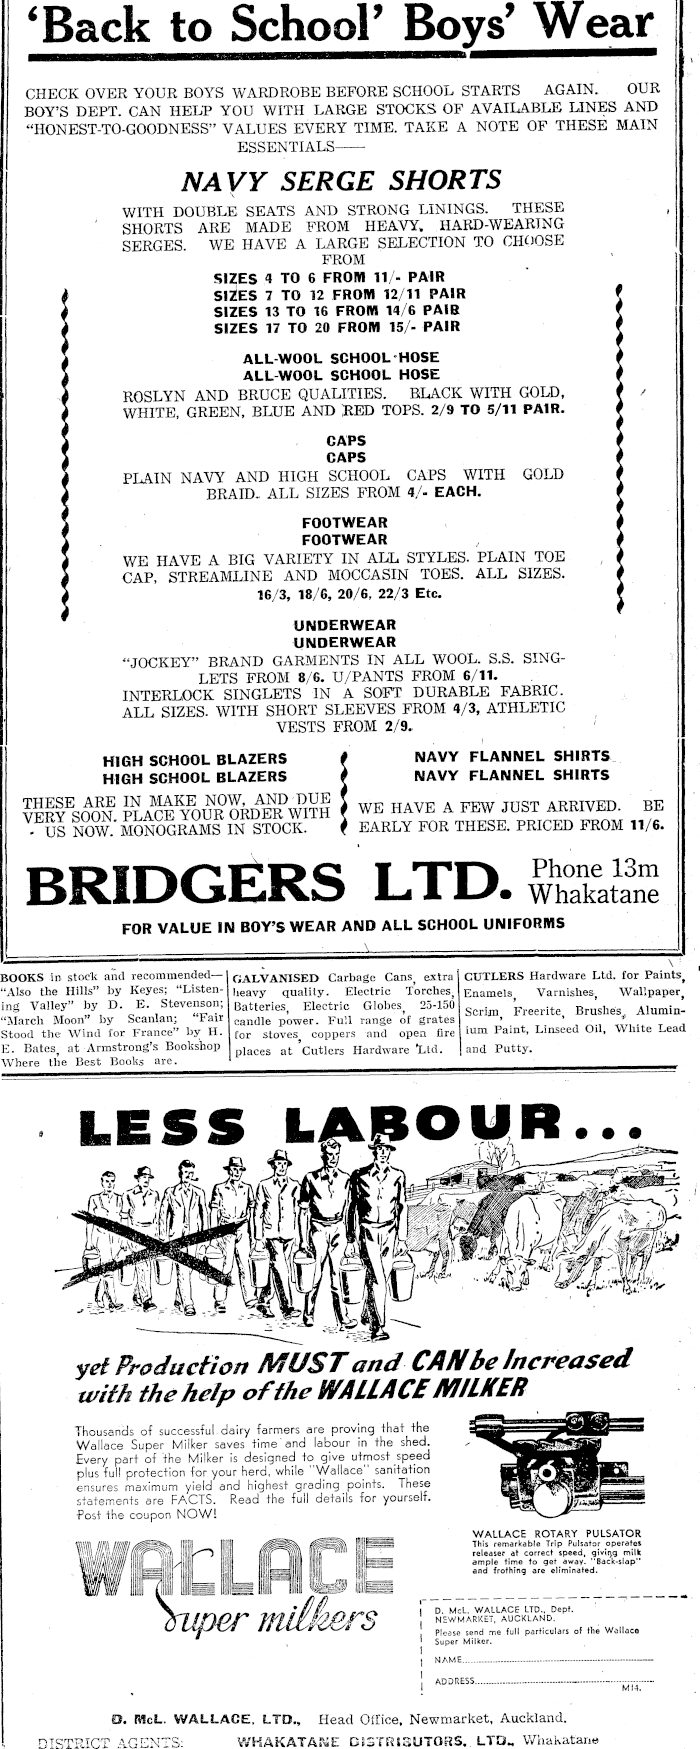 ‘Back to School’ Boys’ Wear
CHECK OVER YOUR BOYS WARDROBE BEFORE SCHOOL STARTS AGAIN. OUR
BOY'S DEPT. CAN HELP YOU WITH LARGE STOCKS OF AVAILABLE LINES AND
“HONEST-TO-GOODNESS” VALUES EVERY TIME. TAKE A NOTE OF THESE MAIN
ESSENTIALS——
NAVY SERGE SHORTS
WITH DOUBLE SEATS AND STRONG LININGS. THESE
SHORTS ARE MADE FROM HEAVY, HARD-WEARING
SERGES. WE HAVE A LARGE SELECTION TO CHOOSE
FROM
SIZES 4 TO 6 FROM 11/- PAIR
SIZES 7 TO 12 FROM 12/11 PAIR
SIZES 13 TO 16 FROM 14/6 PAIR
SIZES 17 TO 20 FROM 15/- PAIR
ALL-WOOL SCHOOL HOSE
ALL-WOOL SCHOOL HOSE
ROSLYN AND BRUCE QUALITIES. BLACK WITH GOLD,
WHITE, GREEN, BLUE AND RED TOPS. 2/9 TO 5/11 PAIR.
CAPS
CAPS
PLAIN NAVY AND HIGH SCHOOL CAPS WITH GOLD
BRAID. ALL SIZES FROM 4/- EACH.
FOOTWEAR
FOOTWEAR
WE HAVE A BIG VARIETY IN ALL STYLES. PLAIN TOE
CAP, STREAMLINE AND MOCCASIN TOES. ALL SIZES.
16/3, 18/6, 20/6, 22/3 Etc.
UNDERWEAR
UNDERWEAR
“JOCKEY” BRAND GARMENTS IN ALL WOOL. S.S. SING-
LETS FROM 8/6. U/PANTS FROM 6/11.
INTERLOCK SINGLETS IN A SOFT DURABLE FABRIC.
ALL SIZES. WITH SHORT SLEEVES FROM 4/3, ATHLETIC
VESTS FROM 2/9.
HIGH SCHOOL BLAZERS
HIGH SCHOOL BLAZERS
THESE ARE IN MAKE NOW, AND DUE
VERY SOON. PLACE YOUR ORDER WITH
US NOW. MONOGRAMS IN STOCK.
NAVY FLANNEL SHIRTS
NAVY FLANNEL SHIRTS
WE HAVE A FEW JUST ARRIVED. BE
EARLY FOR THESE. PRICED FROM 11/6.
BRIDGERS LTD. Phone 13m
Whakatane
FOR VALUE IN BOY'S WEAR AND ALL SCHOOL UNIFORMS
BOOKS in stock and recommended—
“Also the Hills” by Keyes; “Listen-
ing Valley” by D. E. Stevenson;
“March Moon” by Scanlan; “Fair
Stood the Wind for France” by H.
E. Bates, at Armstrong's Bookshop
Where the Best Books are.
GALVANISED Carbage Cans, extra
heavy quality. Electric Torches,
Batteries, Electric Globes, 25-150
candle power. Full range of grates
for stoves, coppers and open fire
places at Cutlers Hardware Ltd.
CUTLERS Hardware Ltd. for Paints,
Enamels, Varnishes, Wallpaper,
Scrim, Freerite, Brushes, Alumin-
ium Paint, Linseed Oil, White Lead
and Putty.
LESS LABOUR...
yet Production MUST and CAN be Increased
with the help of the WALLACE MILKER
Thousands of successful dairy farmers are proving that the
Wallace Super Milker saves time and labour in the shed.
Every part of the Milker is designed to give utmost speed
plus full protection for your herd, while “Wallace” sanitation
ensures maximum yield and highest grading points. These
statements are FACTS. Read the full details for yourself.
Post the coupon NOW!
WALLACE
Super milkers
WALLACE ROTARY PULSATOR
This remarkable Trip Pulsator operates
releaser at correct speed, giving milk
ample time to get away. “Back-slap”
and frothing are eliminated.
D. McL. WALLACE LTD., Dept.
NEWMARKET, AUCKLAND.
Please send me full particulars of the Wallace
Super Milker.
NAME
ADDRESS
M14.
D. McL. WALLACE, LTD., Head Office, Newmarket, Auckland.
DISTRICT AGENTS: WHAKATANE DISTRIBUTORS, LTD., Whakatane